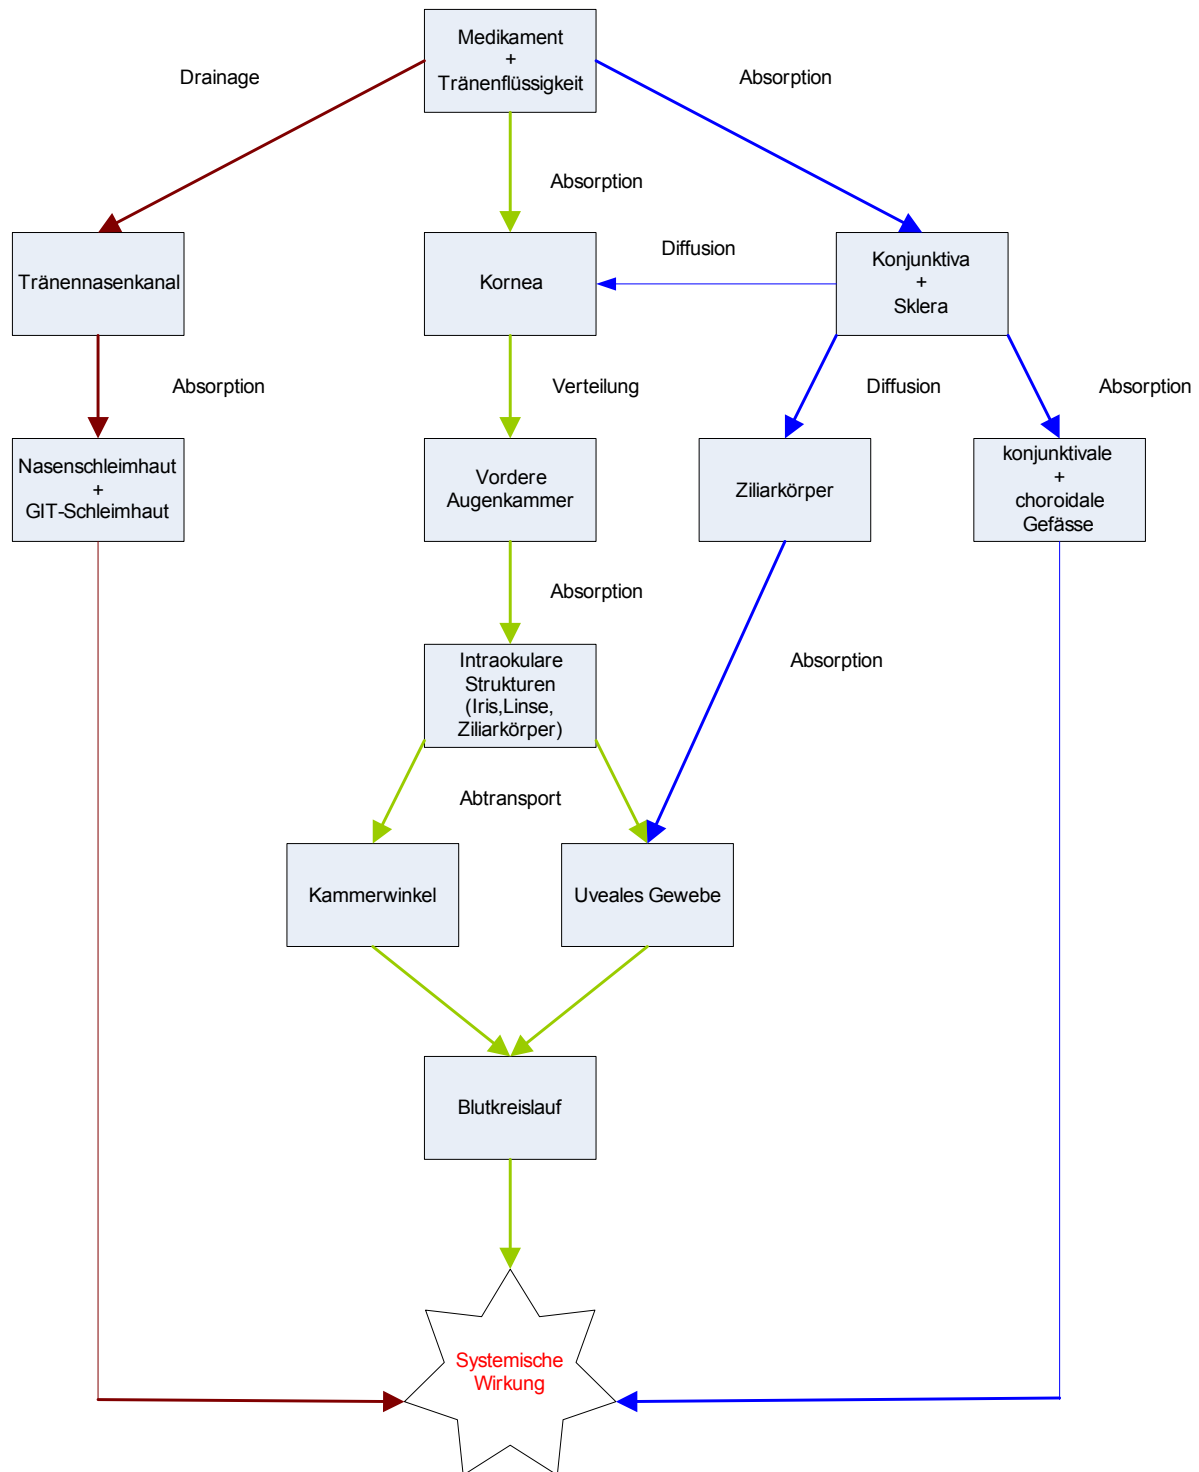 Medikament
+
Tränenflüssigkeit
Drainage
Absorption
Absorption
Tränennasenkanal
Kornea
Diffusion
Konjunktiva
+
Sklera
Absorption
Verteilung
Diffusion
Absorption
Nasenschleimhaut
+
GIT-Schleimhaut
Vordere
Augenkammer
Ziliarkörper
konjunktivale
+
choroidale
Gefässe
Absorption
Intraokulare
Strukturen
(Iris,Linse,
Ziliarkörper)
Absorption
Abtransport
Kammerwinkel
Uveales Gewebe
Blutkreislauf
Systemische
Wirkung